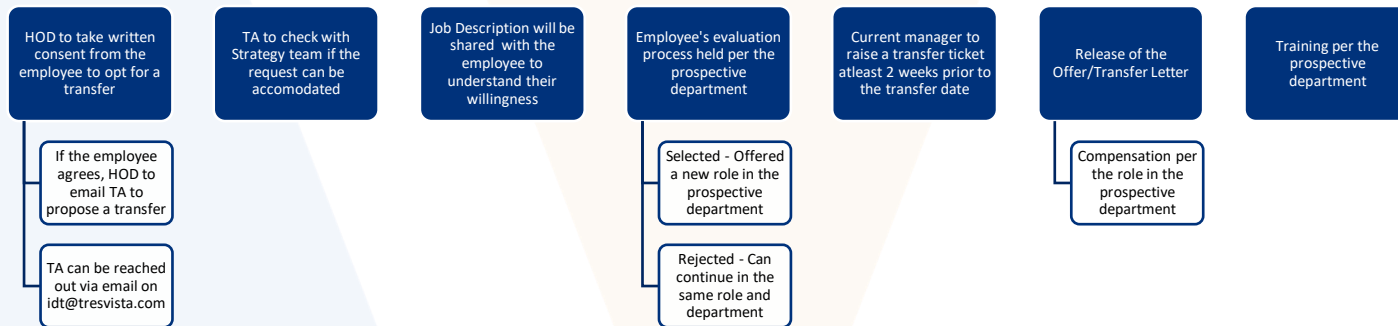 HOD to take written
consent from the
employee to opt for a
transfer
If the employee
agrees, HOD to
email TA to
propose a transfer
TA can be reached
out via email on
idt@tresvista.com
TA to check with
Strategy team if the
request can be
accomodated
Job Description will be
shared with the
employee to
understand their
willingness
Employee's evaluation
process held per the
prospective
department
Selected - Offered
a new role in the
prospective
department
Rejected - Can
continue in the
same role and
department
Current manager to
raise a transfer ticket
atleast 2 weeks prior to
the transfer date
Release of the
Offer/Transfer Letter
Compensation per
the role in the
prospective
department
Training per the
prospective
department